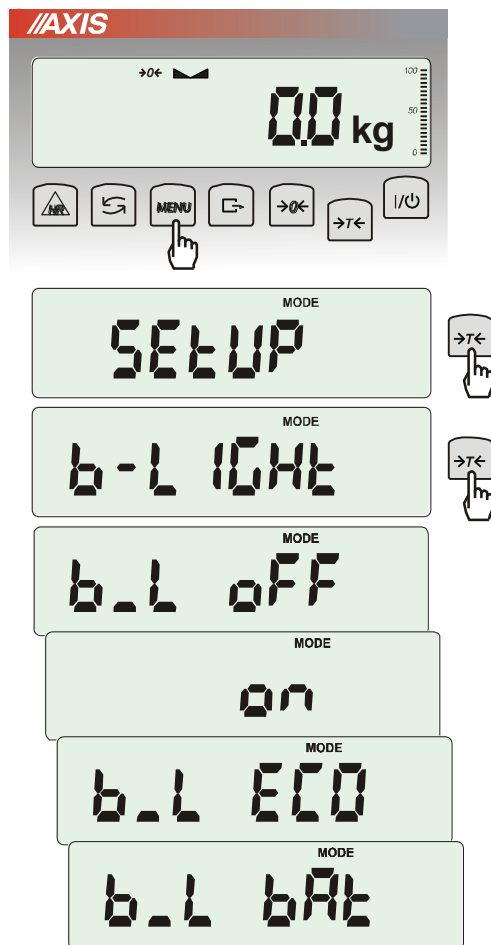 AXIS
→0←
100
50
0
0.0 kg
HR MENU →0← →T← I/⏻
MODE
SEtUP
→T←
MODE
b-LIGHt
→T←
MODE
b_L oFF
MODE
on
MODE
b_L ECO
MODE
b_L bAt